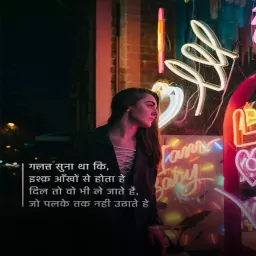 गलत सुना था कि,
इश्क़ आँखों से होता है
दिल तो वो भी ले जाते है,
जो पलके तक नही उठाते है